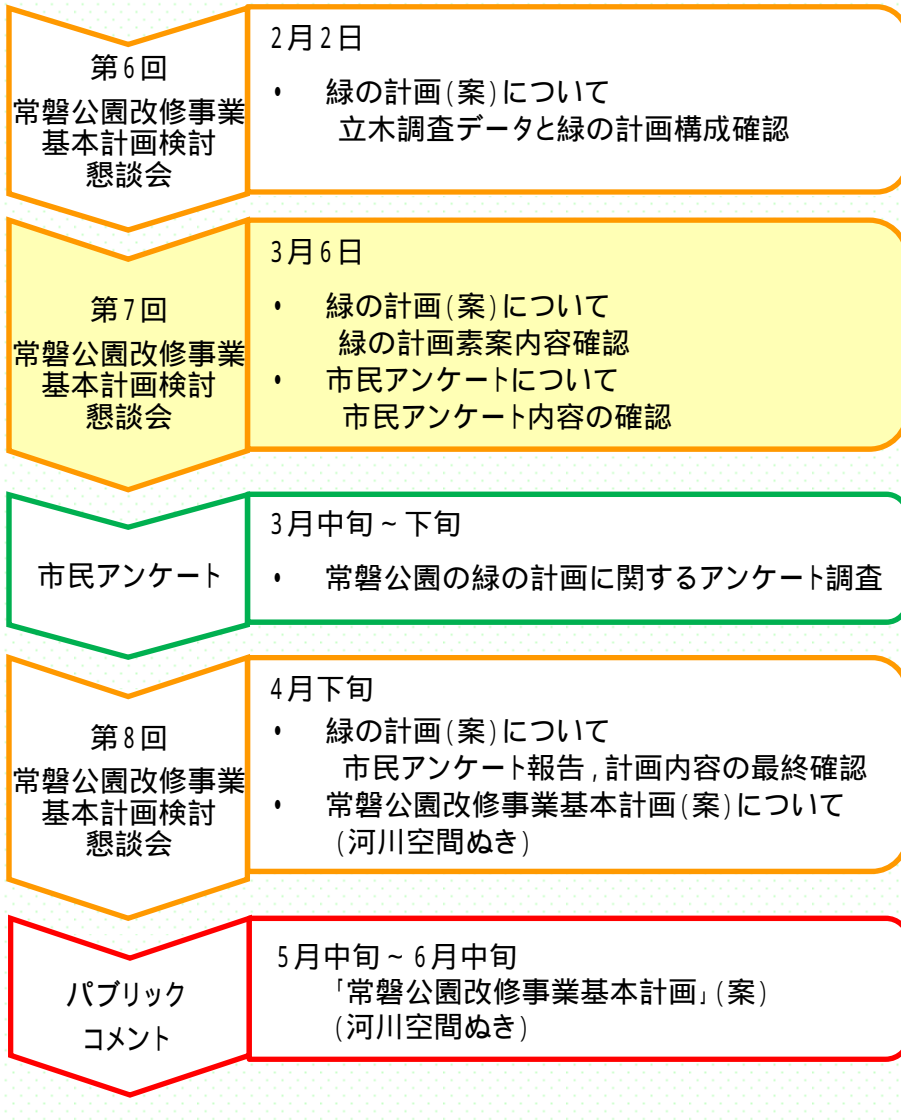 第6回
常磐公園改修事業
基本計画検討
懇談会
2月2日
・ 緑の計画(案)について
立木調査データと緑の計画構成確認
第7回
常磐公園改修事業
基本計画検討
懇談会
3月6日
・ 緑の計画(案)について
緑の計画素案内容確認
・ 市民アンケートについて
市民アンケート内容の確認
市民アンケート
3月中旬~下旬
・ 常磐公園の緑の計画に関するアンケート調査
第8回
常磐公園改修事業
基本計画検討
懇談会
4月下旬
・ 緑の計画(案)について
市民アンケート報告,計画内容の最終確認
・ 常磐公園改修事業基本計画(案)について
(河川空間ぬき)
パブリック
コメント
5月中旬~6月中旬
「常磐公園改修事業基本計画」(案)
(河川空間ぬき)